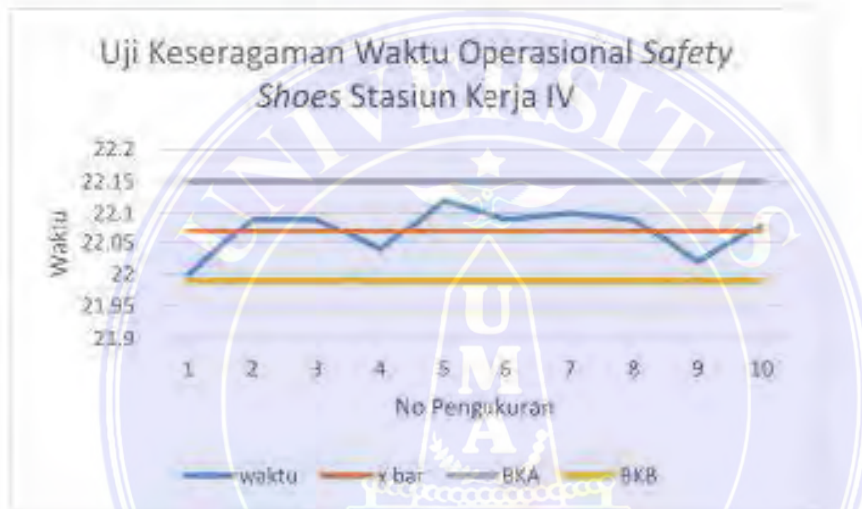 Uji Keseragaman Waktu Operasional Safety
Shoes Stasiun Kerja IV
22.2
22.15
22.1
22.05
22
21.95
21.9
Waktu
1 2 3 4 5 6 7 8 9 10
No Pengukuran
waktu x bar BKA BKB
UNIVERSITAS
UMA